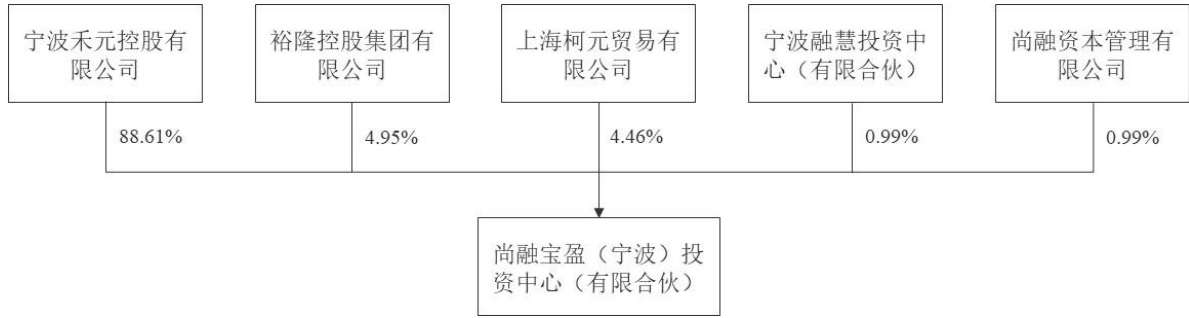 宁波禾元控股有
限公司
裕隆控股集团有
限公司
上海柯元贸易有
限公司
宁波融慧投资中
心（有限合伙）
尚融资本管理有
限公司
88.61%
4.95%
4.46%
0.99%
0.99%
尚融宝盈（宁波）投
资中心（有限合伙）